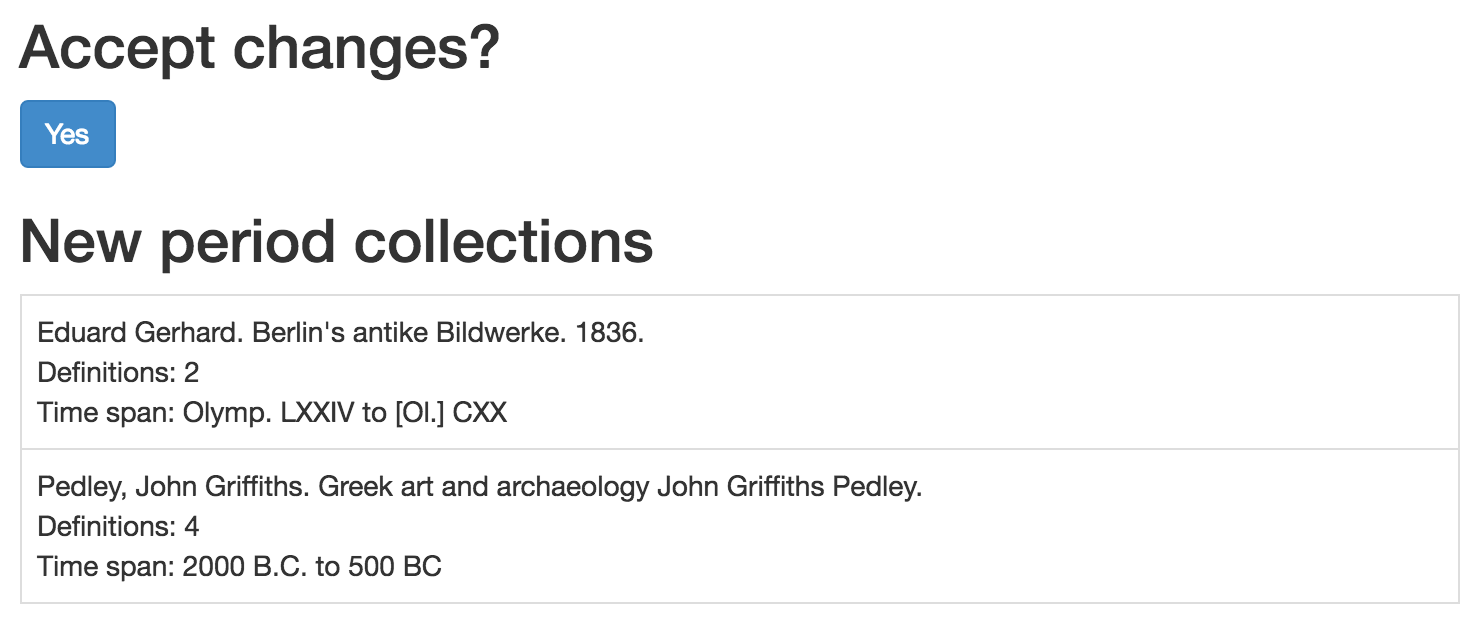 Accept changes?
Yes
New period collections
Eduard Gerhard. Berlin's antike Bildwerke. 1836.
Definitions: 2
Time span: Olymp. LXXIV to [Ol.] CXX
Pedley, John Griffiths. Greek art and archaeology John Griffiths Pedley.
Definitions: 4
Time span: 2000 B.C. to 500 BC